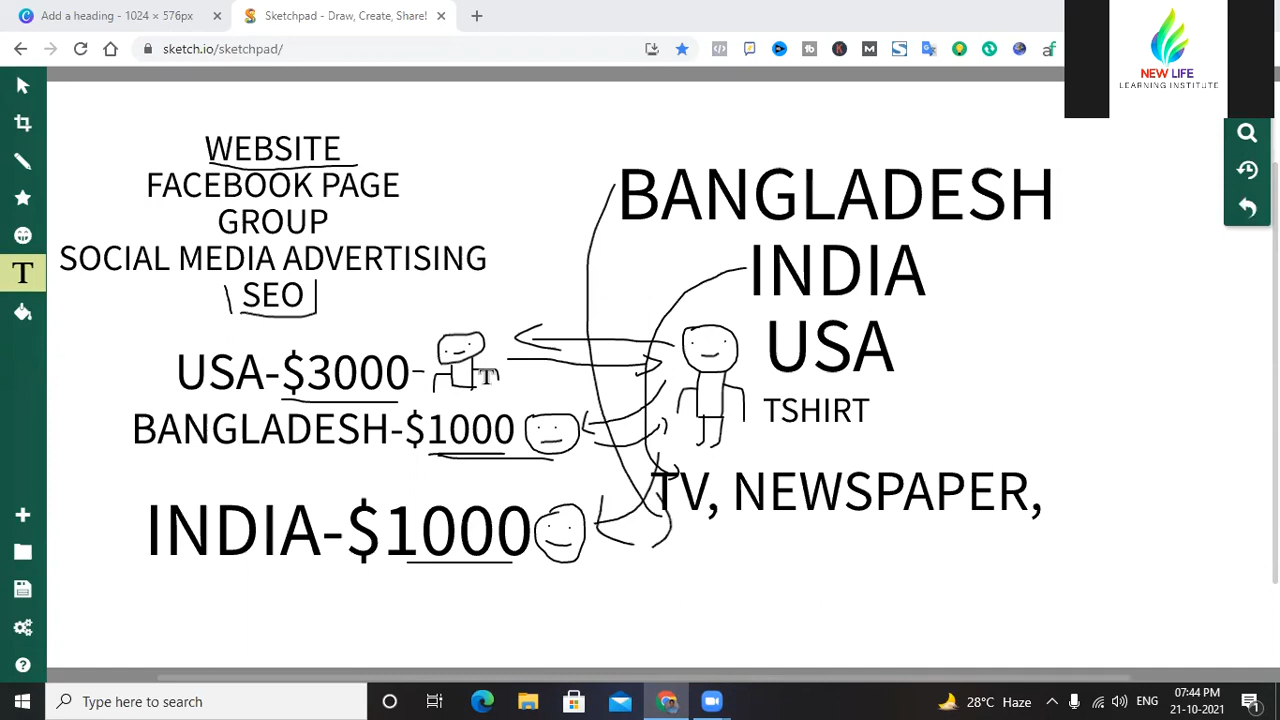 Add a heading - 1024 × 576px
Sketchpad - Draw, Create, Share!
sketch.io/sketchpad/
NEW LIFE
LEARNING INSTITUTE
WEBSITE
FACEBOOK PAGE
GROUP
SOCIAL MEDIA ADVERTISING
SEO
USA-$3000-
BANGLADESH-$1000
INDIA-$1000
BANGLADESH
INDIA
USA
TSHIRT
TV, NEWSPAPER,
Type here to search
28°C Haze
ENG
07:44 PM
21-10-2021